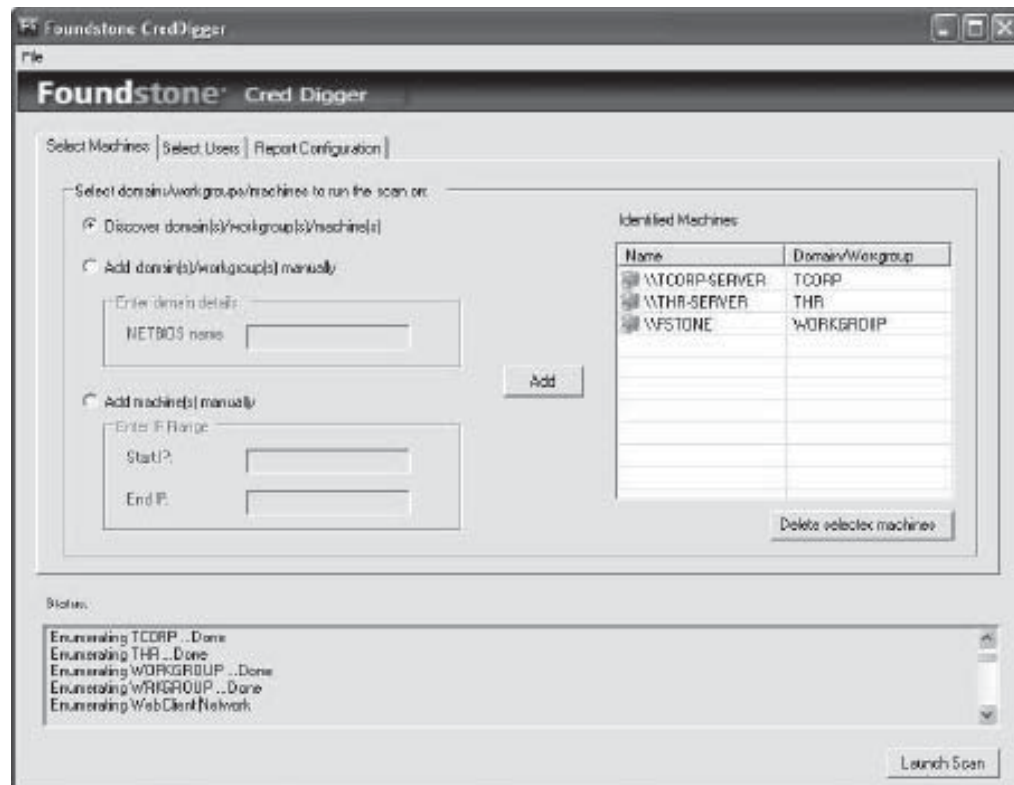 Foundstone CredDigger
File
Foundstone Cred Digger
Select Machines Select Users Report Configuration
Select domains/workgroups/machines to run the scan on:
Discover domain(s)/workgroup(s)/machine(s)
Add domain(s)/workgroup(s) manually
Enter domain details
NETBIOS name
Add machine(s) manually
Enter IP Range
Start IP:
End IP:
Add
Identified Machines
Name Domain/Workgroup
\\TCORP-SERVER TCORP
\\THR-SERVER THR
\\FSTONE WORKGROUP
Delete selected machines
Status:
Enumerating TCORP ...Done
Enumerating THR ...Done
Enumerating WORKGROUP ...Done
Enumerating WRKGROUP ...Done
Enumerating Web Client Network
Launch Scan